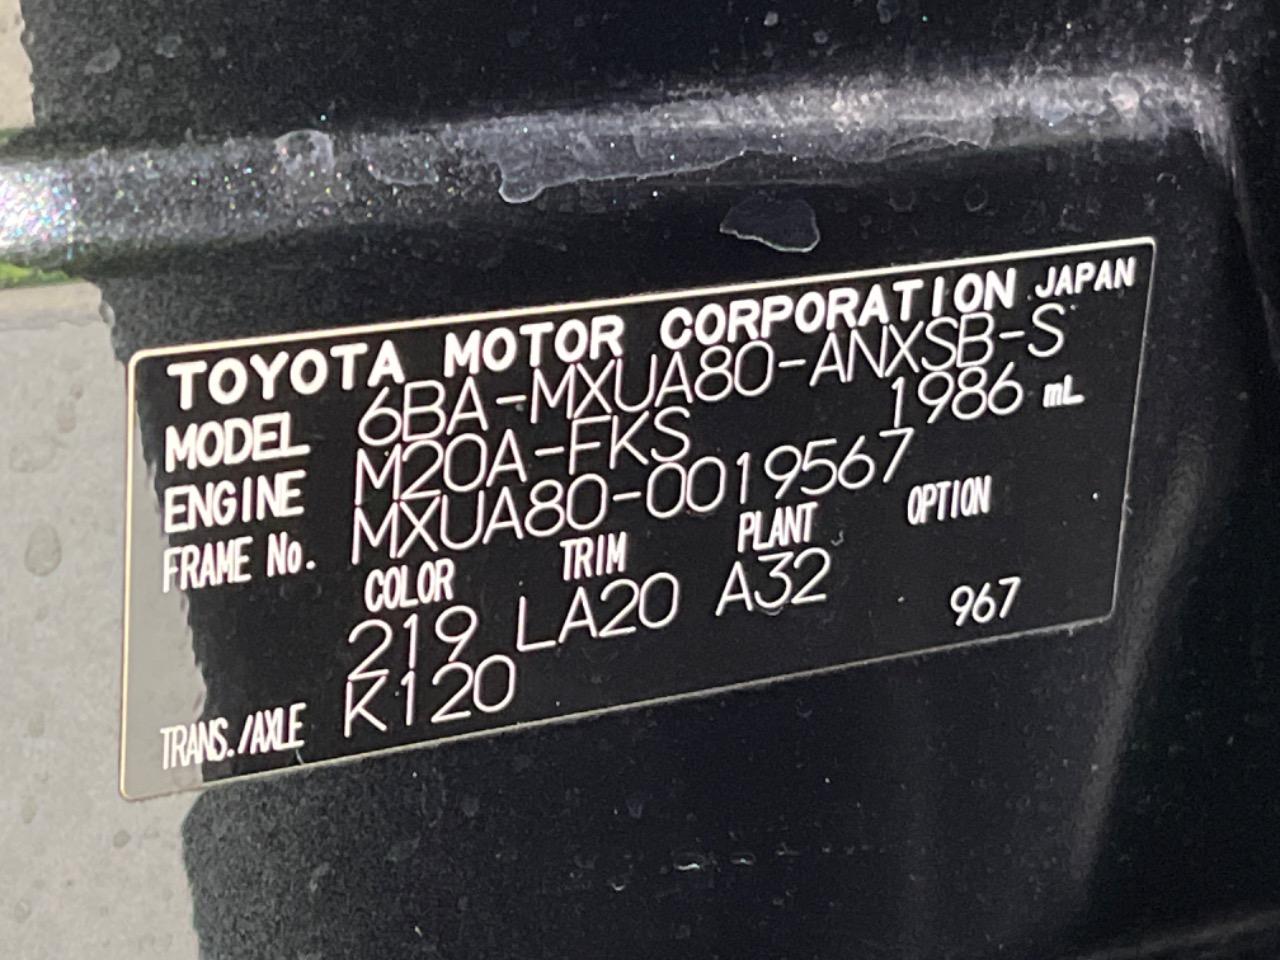 TOYOTA MOTOR CORPORATION JAPAN
MODEL 6BA-MXUA80-ANXSB-S
ENGINE M20A-FKS 1986 mL
FRAME No. MXUA80-0019567
COLOR TRIM PLANT OPTION
219 LA20 A32
TRANS./AXLE K120 967